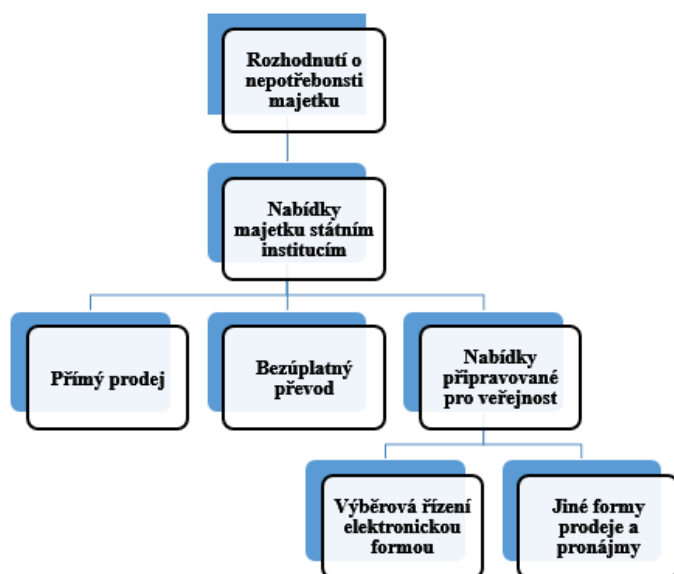 Rozhodnutí o
nepotřebonsti
majetku
Nabídky
majetku státním
institucím
Přímý prodej
Bezúplatný
převod
Nabídky
připravované
pro veřejnost
Výběrová řízení
elektronickou
formou
Jiné formy
prodeje a
pronájmy